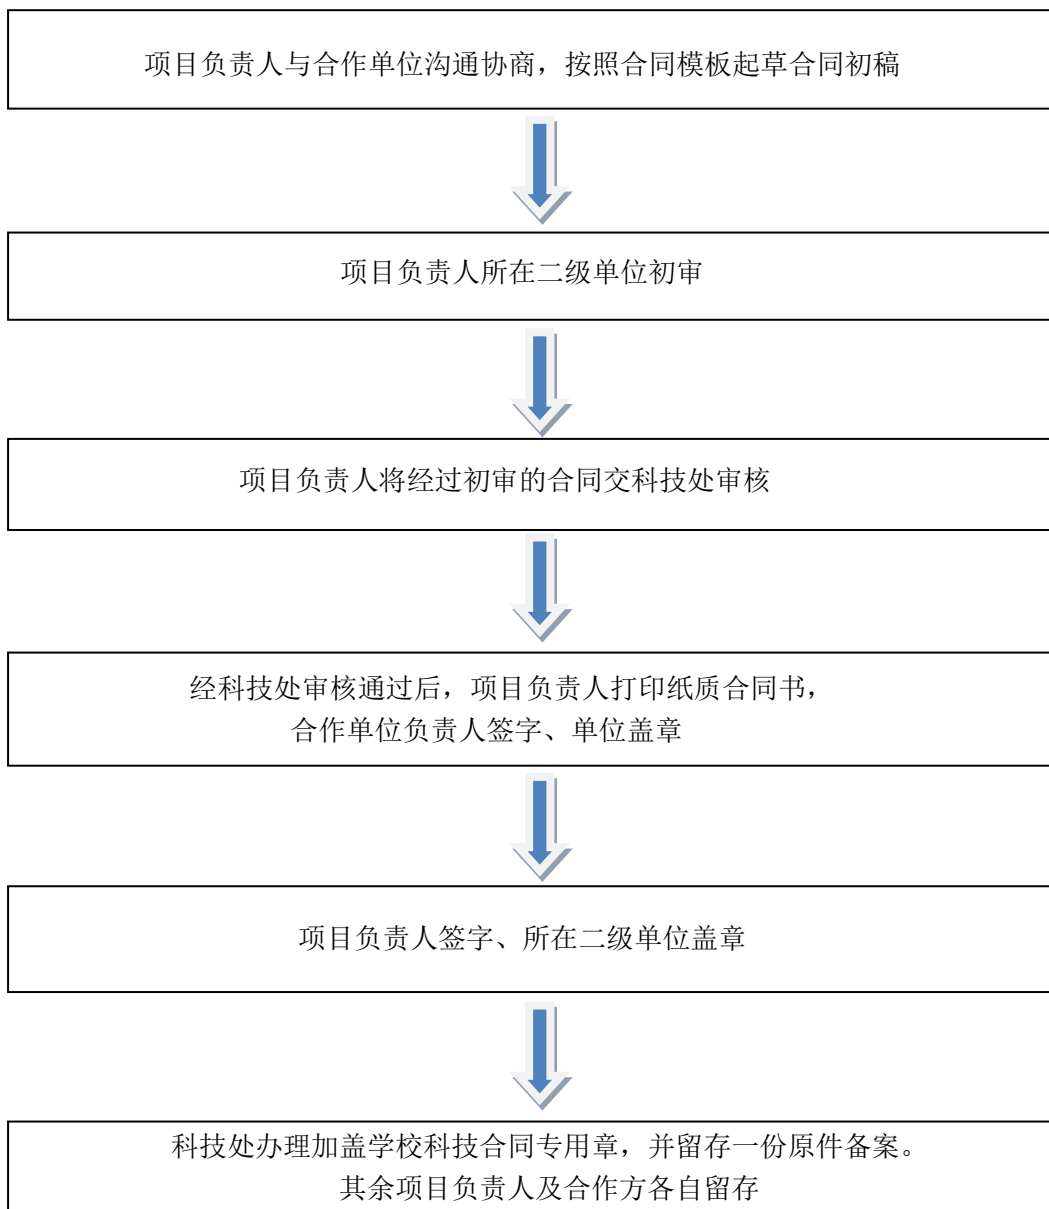 项目负责人与合作单位沟通协商，按照合同模板起草合同初稿
项目负责人所在二级单位初审
项目负责人将经过初审的合同交科技处审核
经科技处审核通过后，项目负责人打印纸质合同书，
合作单位负责人签字、单位盖章
项目负责人签字、所在二级单位盖章
科技处办理加盖学校科技合同专用章，并留存一份原件备案。
其余项目负责人及合作方各自留存